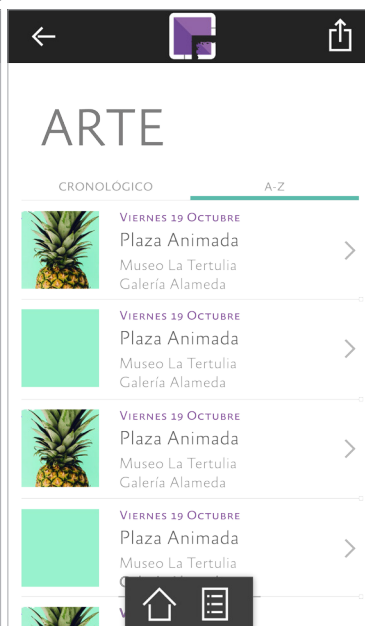 ARTE
CRONOLÓGICO A-Z
VIERNES 19 OCTUBRE
Plaza Animada
Museo La Tertulia
Galería Alameda
VIERNES 19 OCTUBRE
Plaza Animada
Museo La Tertulia
Galería Alameda
VIERNES 19 OCTUBRE
Plaza Animada
Museo La Tertulia
Galería Alameda
VIERNES 19 OCTUBRE
Plaza Animada
Museo La Tertulia